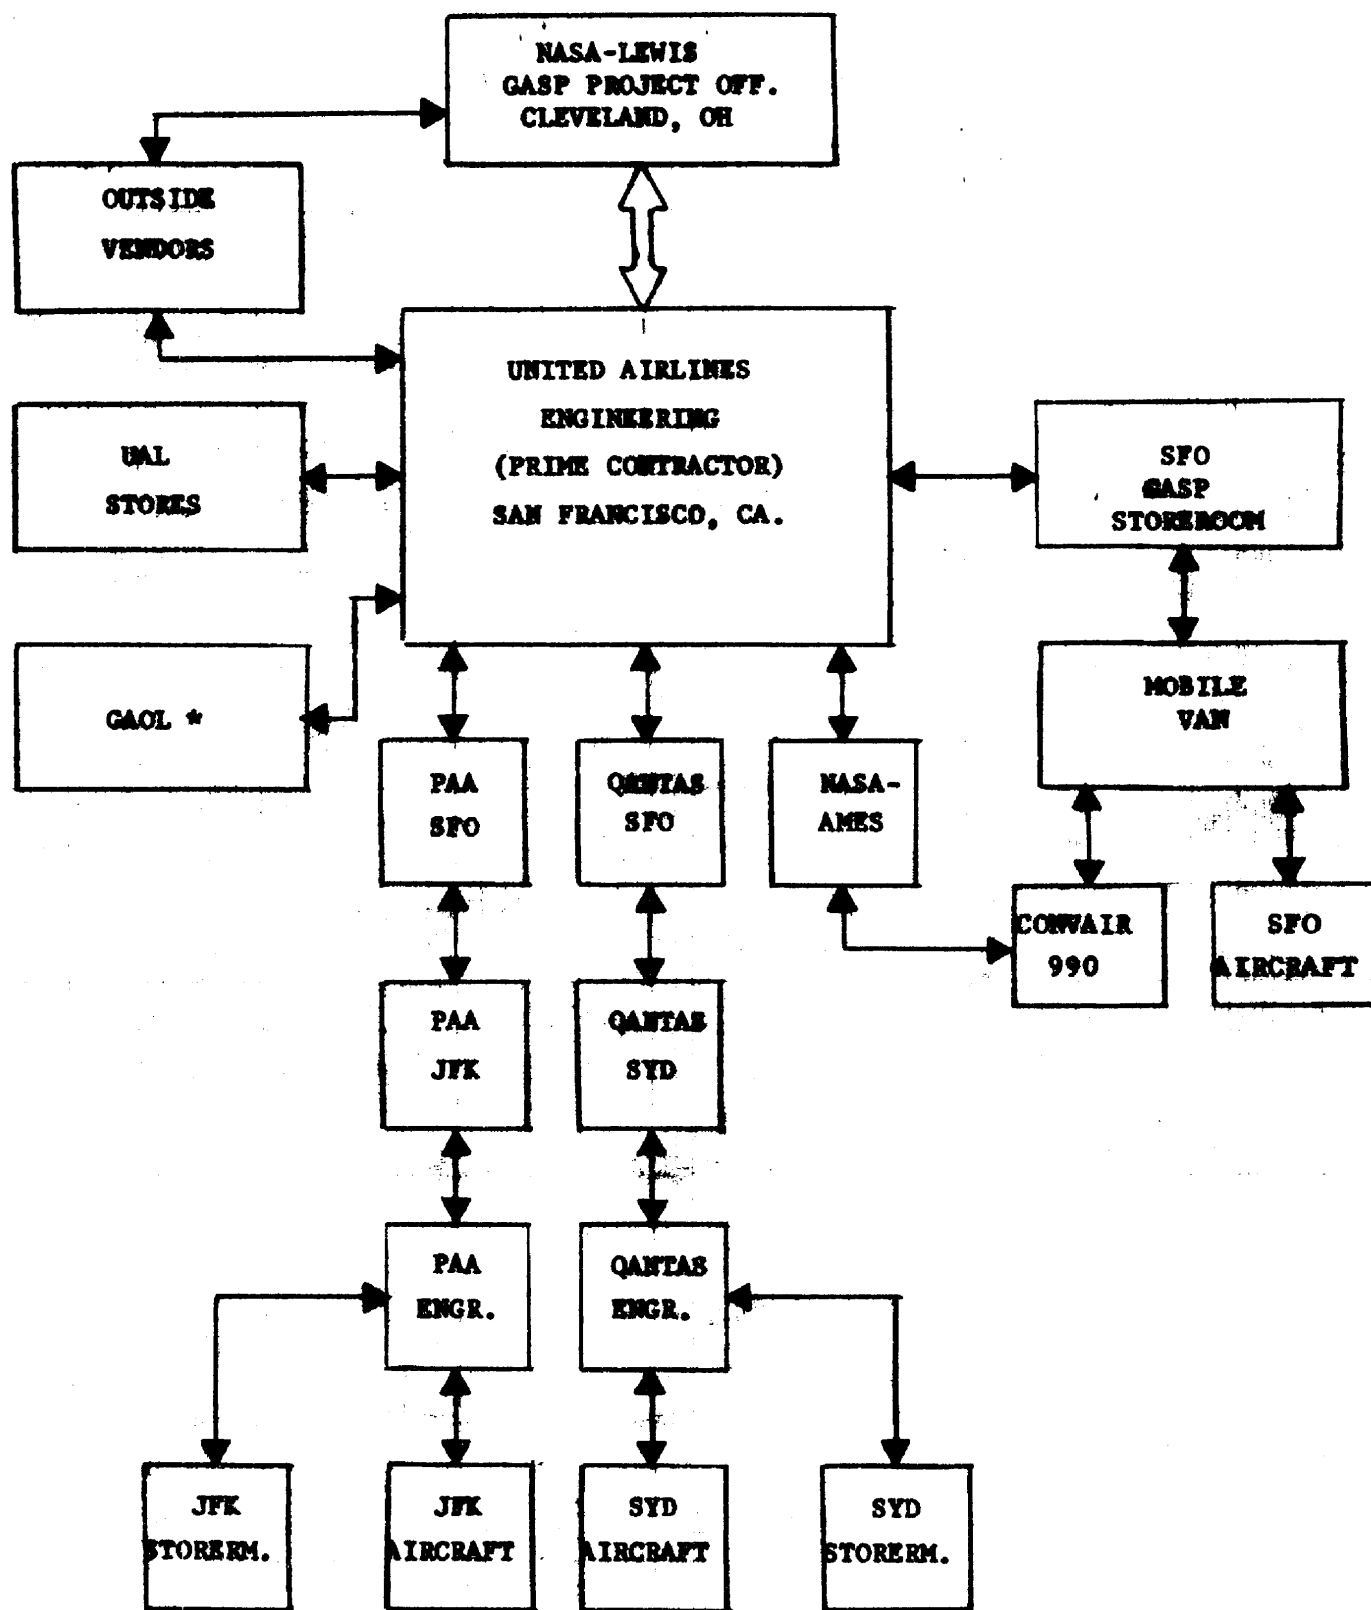 NASA-LEWIS
GASP PROJECT OFF.
CLEVELAND, OH
OUTSIDE
VENDORS
UNITED AIRLINES
ENGINEERING
(PRIME CONTRACTOR)
SAN FRANCISCO, CA.
UAL
STORES
SFO
GASP
STOREROOM
GAOL *
MOBILE
VAN
PAA
SFO
QANTAS
SFO
NASA-
AMES
CONVAIR
990
SFO
AIRCRAFT
PAA
JFK
QANTAS
SYD
PAA
ENGR.
QANTAS
ENGR.
JFK
STORERM.
JFK
AIRCRAFT
SYD
AIRCRAFT
SYD
STORERM.